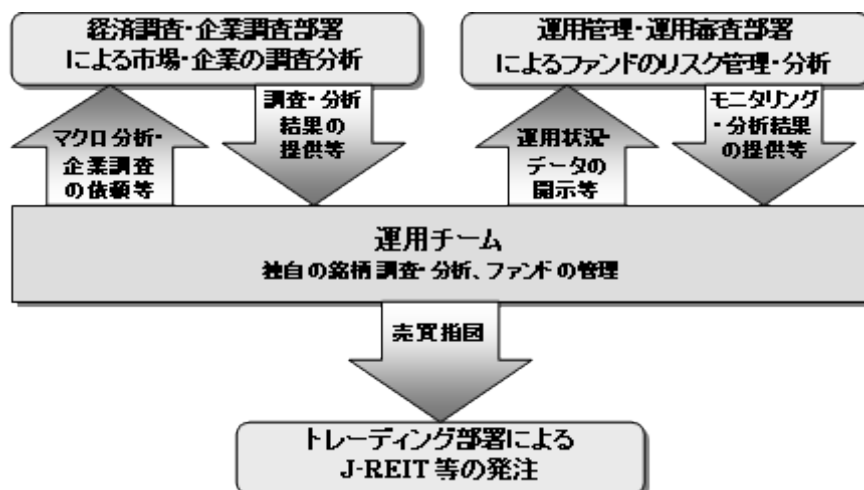 経済調査・企業調査部署
による市場・企業の調査分析
運用管理・運用審査部署
によるファンドのリスク管理・分析
マクロ分析・
企業調査
の依頼等
調査・分析
結果の
提供等
運用状況・
データの
開示等
モニタリング
・分析結果
の提供等
運用チーム
独自の銘柄調査・分析、ファンドの管理
売買指図
トレーディング部署による
J-REIT等の発注